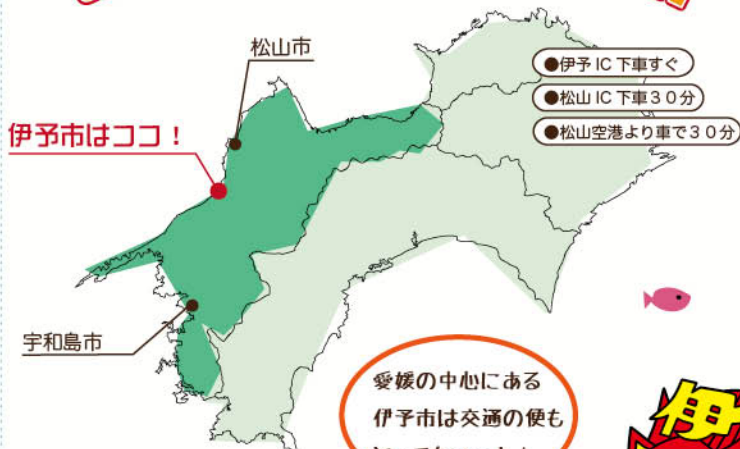 松山市
●伊予 IC 下車すぐ
●松山 IC 下車３０分
●松山空港より車で３０分
伊予市はココ！
宇和島市
愛媛の中心にある
伊予市は交通の便も
伊